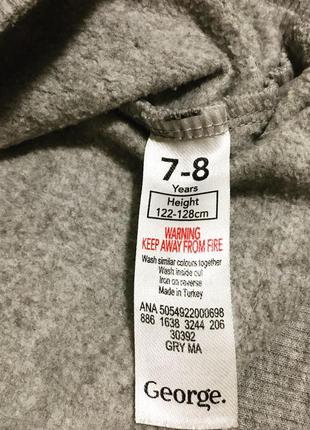 7-8
Years
Height
122-128cm
WARNING
KEEP AWAY FROM FIRE
Wash similar colours together
Wash inside out
Iron on reverse
Made in Turkey
ANA 5054922000698
886 1638 3244 206
30392
GRY MA
George.